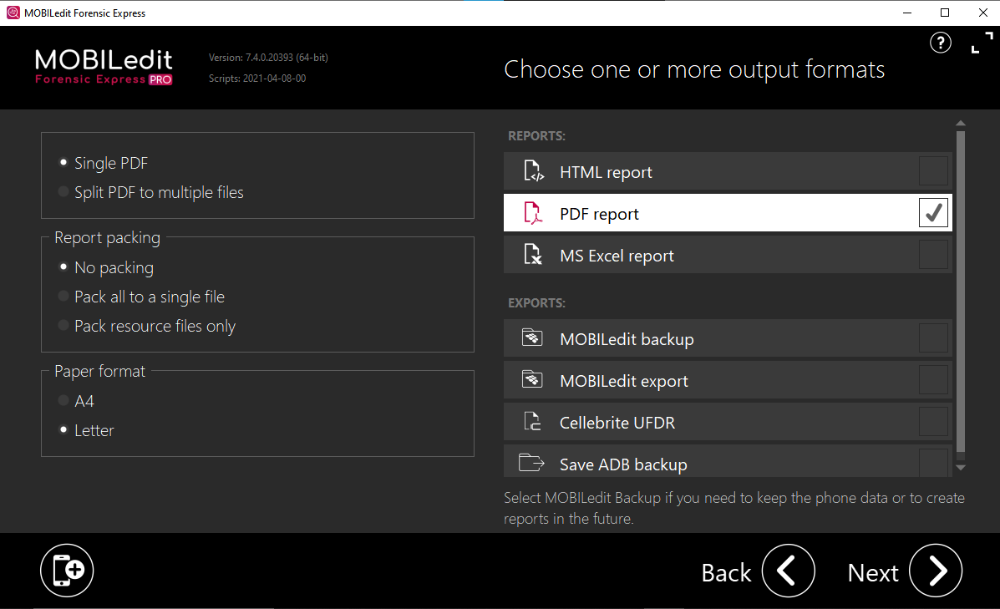 MOBILedit Forensic Express
MOBILedit
Forensic Express PRO
Version: 7.4.0.20393 (64-bit)
Scripts: 2021-04-08-00
Choose one or more output formats
?
Single PDF
Split PDF to multiple files
Report packing
No packing
Pack all to a single file
Pack resource files only
Paper format
A4
Letter
REPORTS:
HTML report
PDF report
MS Excel report
EXPORTS:
MOBILedit backup
MOBILedit export
Cellebrite UFDR
Save ADB backup
Select MOBILedit Backup if you need to keep the phone data or to create
reports in the future.
Back
Next